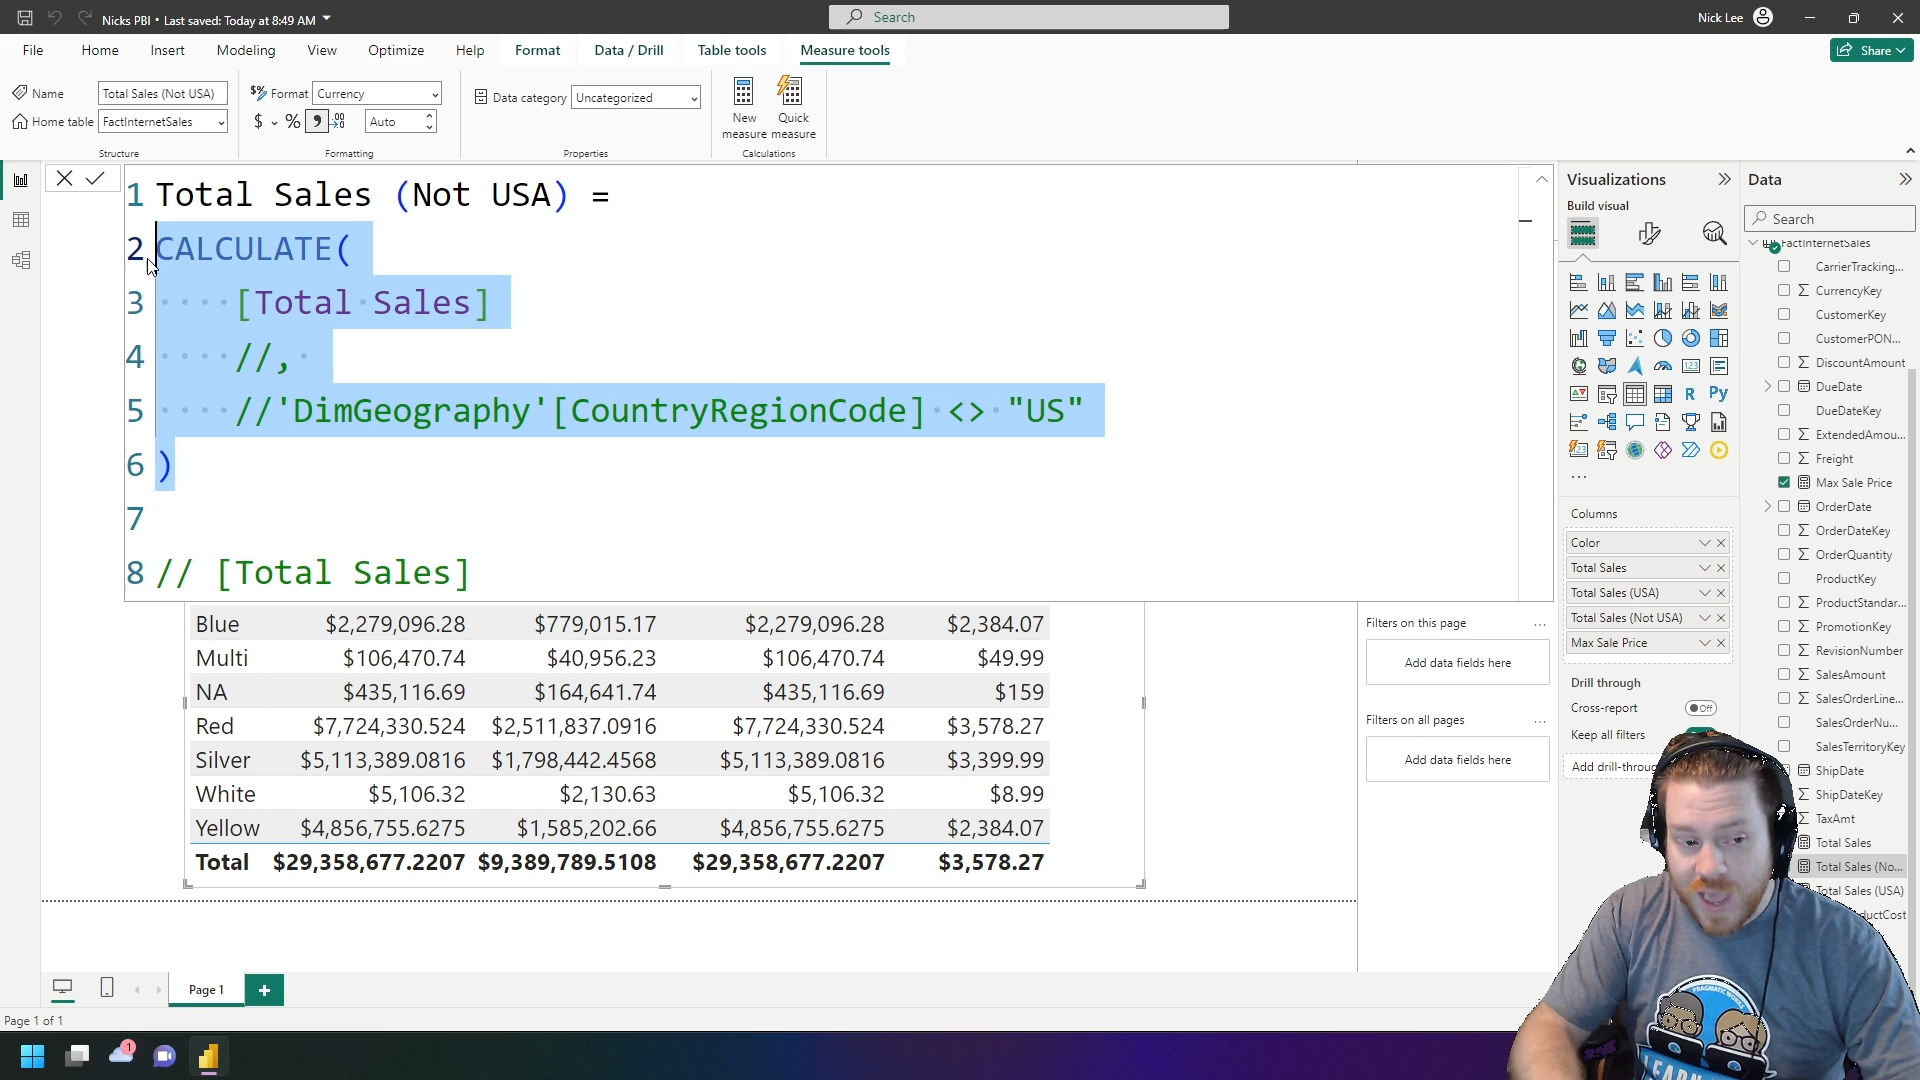 Nicks PBI • Last saved: Today at 8:49 AM
Search
Nick Lee
File Home Insert Modeling View Optimize Help Format Data / Drill Table tools Measure tools
Share
Name Total Sales (Not USA)
Home table FactInternetSales
Structure
Format Currency
$ % , .00 Auto
Formatting
Data category Uncategorized
Properties
New measure
Quick measure
Calculations
1 Total Sales (Not USA) =
2 CALCULATE(
3 [Total Sales]
4 //,
5 //'DimGeography'[CountryRegionCode] <> "US"
6 )
7
8 // [Total Sales]
Blue $2,279,096.28 $779,015.17 $2,279,096.28 $2,384.07
Multi $106,470.74 $40,956.23 $106,470.74 $49.99
NA $435,116.69 $164,641.74 $435,116.69 $159
Red $7,724,330.524 $2,511,837.0916 $7,724,330.524 $3,578.27
Silver $5,113,389.0816 $1,798,442.4568 $5,113,389.0816 $3,399.99
White $5,106.32 $2,130.63 $5,106.32 $8.99
Yellow $4,856,755.6275 $1,585,202.66 $4,856,755.6275 $2,384.07
Total $29,358,677.2207 $9,389,789.5108 $29,358,677.2207 $3,578.27
Filters on this page ...
Add data fields here
Filters on all pages ...
Add data fields here
Visualizations
Build visual
123
R Py
123
...
Columns
Color
Total Sales
Total Sales (USA)
Total Sales (Not USA)
Max Sale Price
Drill through
Cross-report Off
Keep all filters
Add drill-throug
Data
Search
FactInternetSales
CarrierTracking...
CurrencyKey
CustomerKey
CustomerPON...
DiscountAmount
DueDate
DueDateKey
ExtendedAmou...
Freight
Max Sale Price
OrderDate
OrderDateKey
OrderQuantity
ProductKey
ProductStandar...
PromotionKey
RevisionNumber
SalesAmount
SalesOrderLine...
SalesOrderNu...
SalesTerritoryKey
ShipDate
ShipDateKey
TaxAmt
Total Sales
Total Sales (No...
Total Sales (USA)
ductCost
PRAGMATIC WORKS
LEARN
Page 1
Page 1 of 1
1